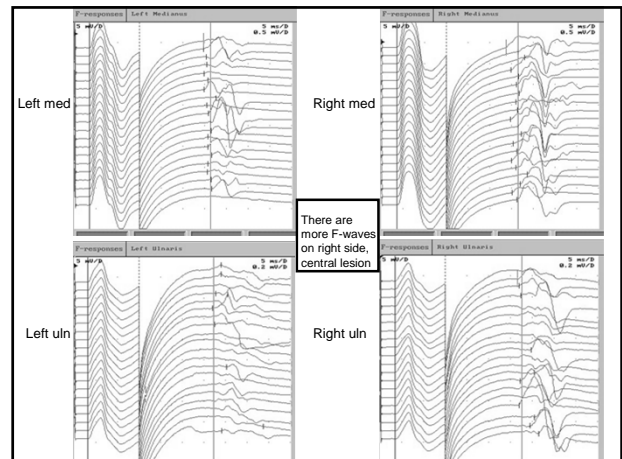 F-responses Left Medianus
5 mV/D
5 ms/D
0.5 mV/D
Left med
F-responses Right Medianus
5 mV/D
5 ms/D
0.5 mV/D
Right med
There are
more F-waves
on right side,
central lesion
F-responses Left Ulnaris
5 mV/D
5 ms/D
0.2 mV/D
Left uln
F-responses Right Ulnaris
5 mV/D
5 ms/D
0.2 mV/D
Right uln